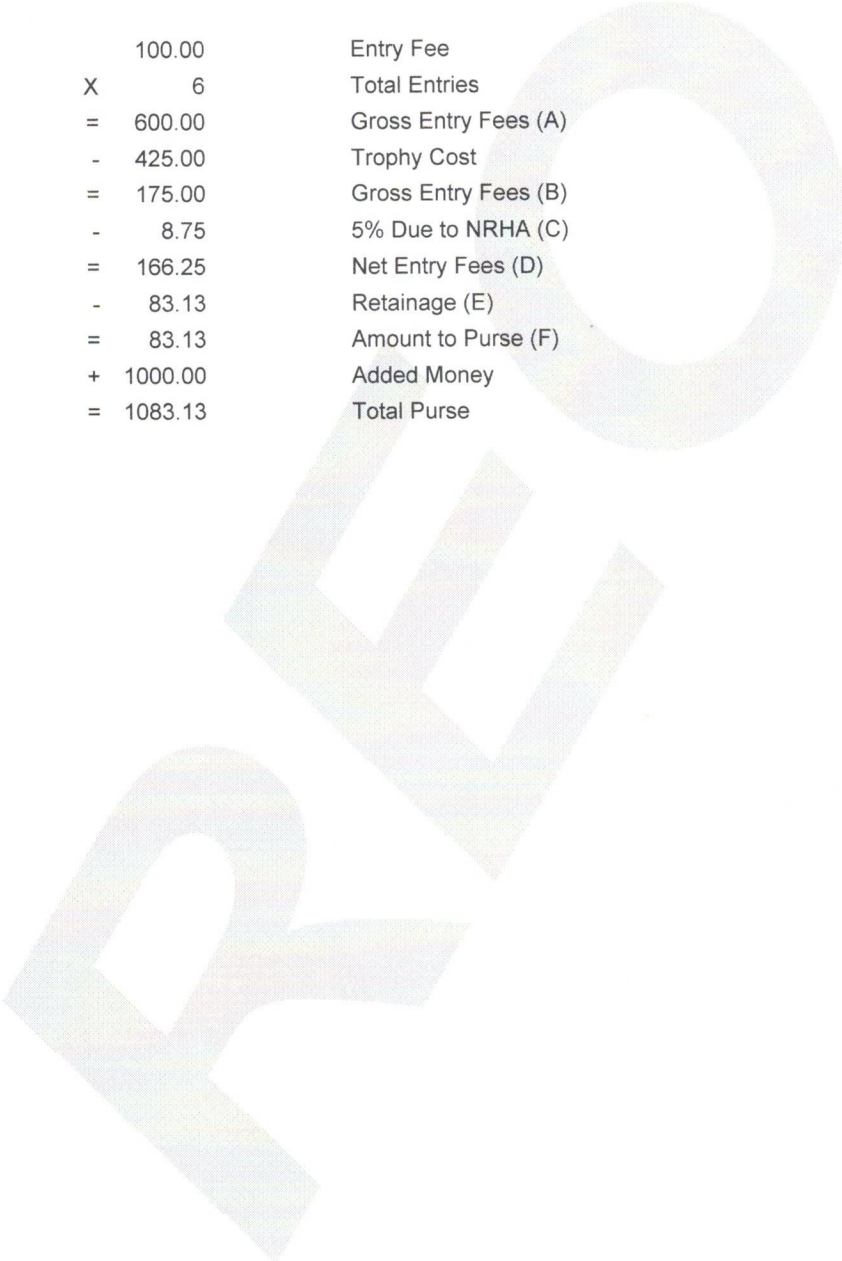 100.00 Entry Fee
X 6 Total Entries
= 600.00 Gross Entry Fees (A)
- 425.00 Trophy Cost
= 175.00 Gross Entry Fees (B)
- 8.75 5% Due to NRHA (C)
= 166.25 Net Entry Fees (D)
- 83.13 Retainage (E)
= 83.13 Amount to Purse (F)
+ 1000.00 Added Money
= 1083.13 Total Purse
REO